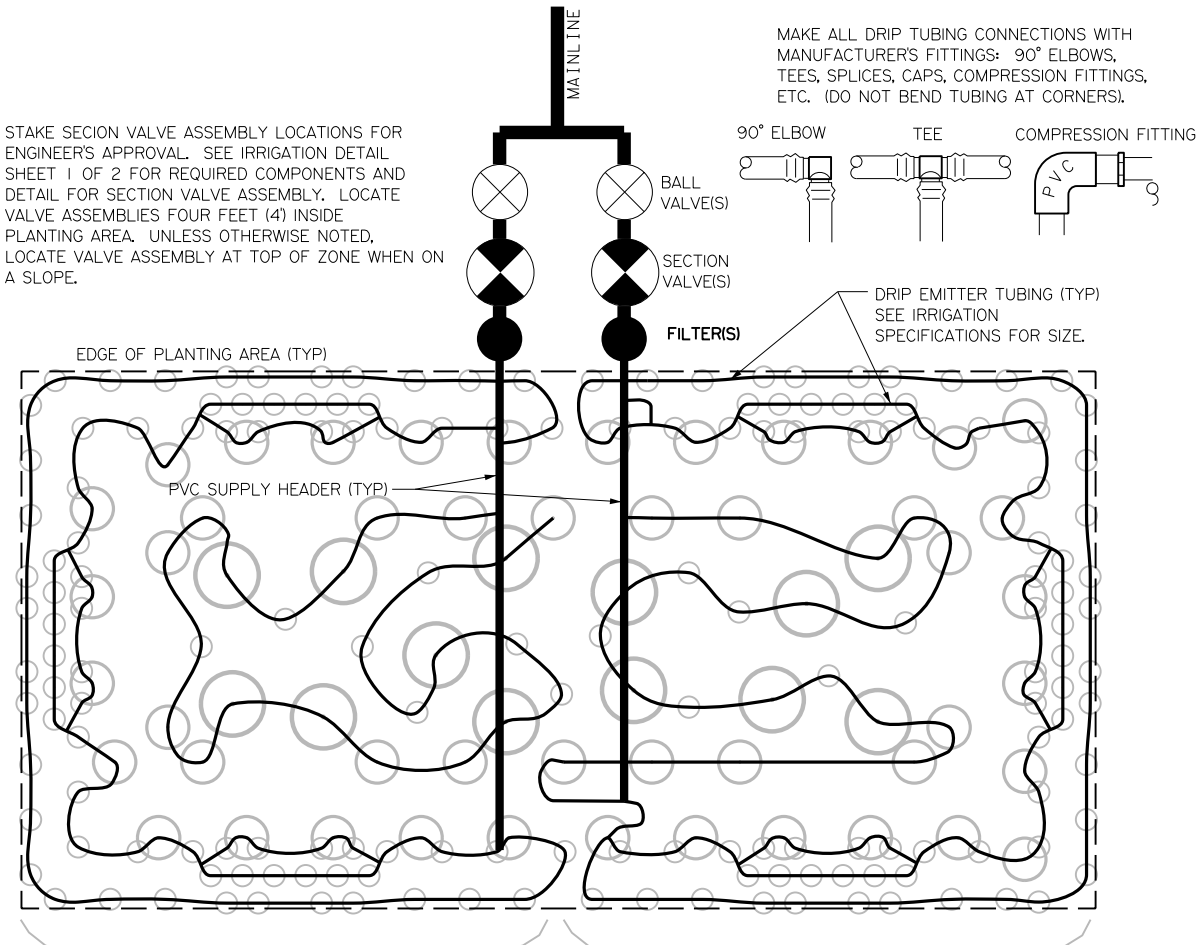 MAINLINE
MAKE ALL DRIP TUBING CONNECTIONS WITH
MANUFACTURER'S FITTINGS: 90° ELBOWS,
TEES, SPLICES, CAPS, COMPRESSION FITTINGS,
ETC. (DO NOT BEND TUBING AT CORNERS).
STAKE SECION VALVE ASSEMBLY LOCATIONS FOR
ENGINEER'S APPROVAL. SEE IRRIGATION DETAIL
SHEET 1 OF 2 FOR REQUIRED COMPONENTS AND
DETAIL FOR SECTION VALVE ASSEMBLY. LOCATE
VALVE ASSEMBLIES FOUR FEET (4') INSIDE
PLANTING AREA. UNLESS OTHERWISE NOTED,
LOCATE VALVE ASSEMBLY AT TOP OF ZONE WHEN ON
A SLOPE.
90° ELBOW
TEE
COMPRESSION FITTING
PVC
BALL
VALVE(S)
SECTION
VALVE(S)
FILTER(S)
DRIP EMITTER TUBING (TYP)
SEE IRRIGATION
SPECIFICATIONS FOR SIZE.
EDGE OF PLANTING AREA (TYP)
PVC SUPPLY HEADER (TYP)